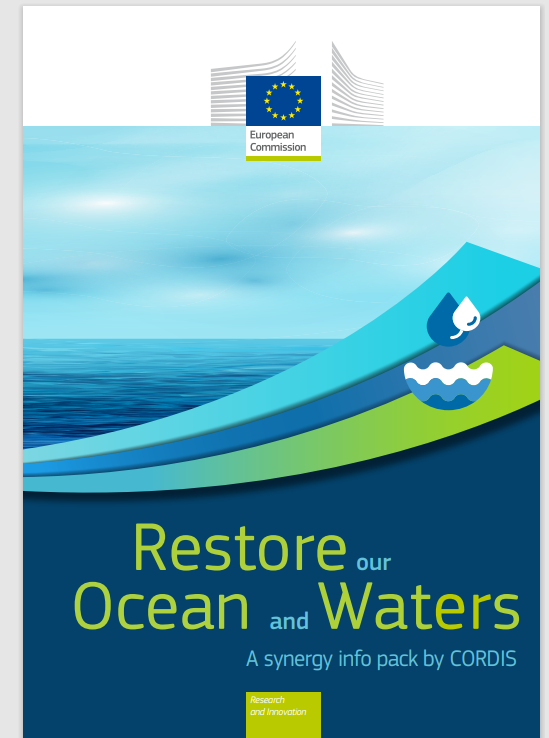 European
Commission
Restore our
Ocean and Waters
A synergy info pack by CORDIS
Research
and Innovation